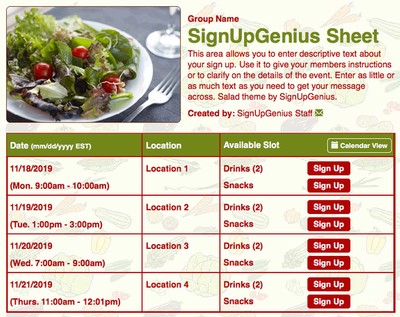 Group Name
SignUpGenius Sheet
This area allows you to enter descriptive text about
your sign up. Use it to give your members instructions
or to clarify on the details of the event. Enter as little or
as much text as you need to get your message
across. Salad theme by SignUpGenius.
Created by: SignUpGenius Staff
Date (mm/dd/yyyy EST) Location Available Slot Calendar View
11/18/2019 Location 1 Drinks (2) Sign Up
(Mon. 9:00am - 10:00am) Snacks Sign Up
11/19/2019 Location 2 Drinks (2) Sign Up
(Tue. 1:00pm - 3:00pm) Snacks Sign Up
11/20/2019 Location 3 Drinks (2) Sign Up
(Wed. 7:00am - 9:00am) Snacks Sign Up
11/21/2019 Location 4 Drinks (2) Sign Up
(Thurs. 11:00am - 12:01pm) Snacks Sign Up